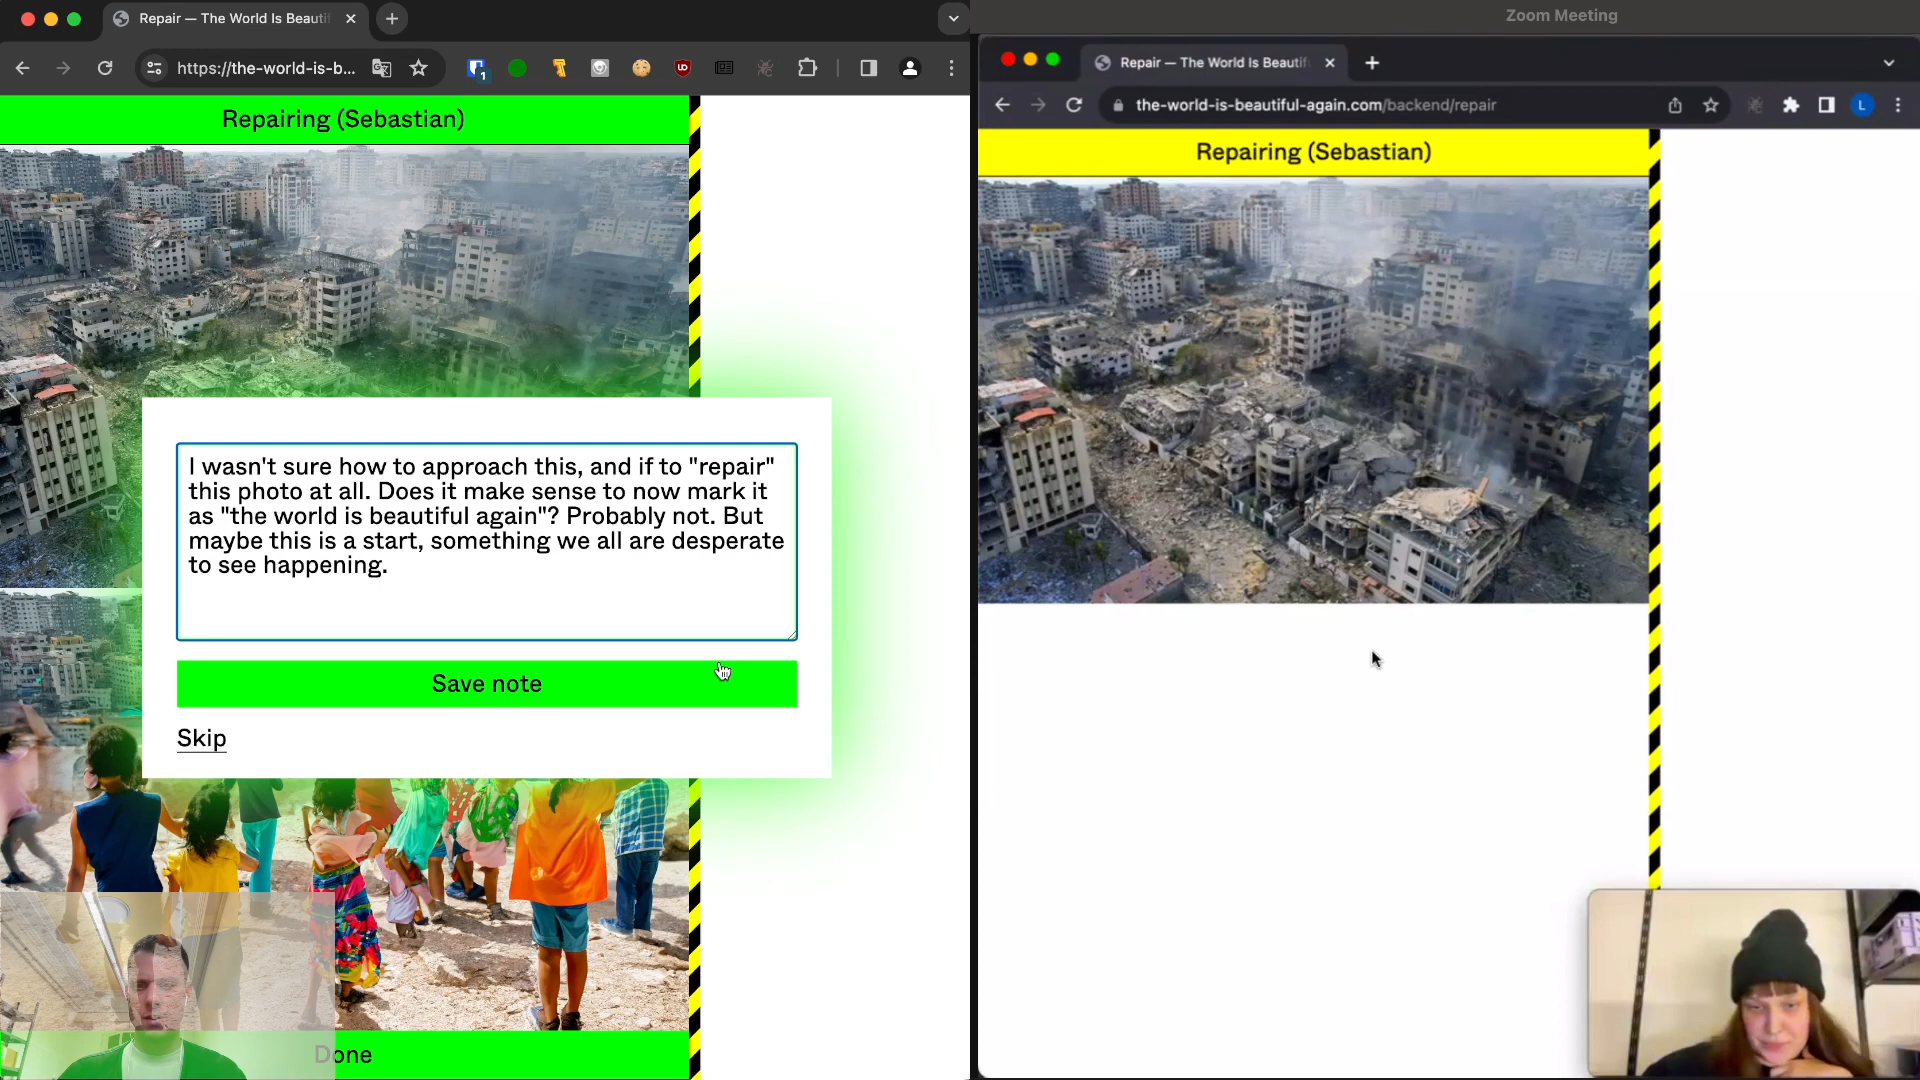 Zoom Meeting
Repair — The World Is Beautif
https://the-world-is-b...
1
Repairing (Sebastian)
I wasn't sure how to approach this, and if to "repair"
this photo at all. Does it make sense to now mark it
as "the world is beautiful again"? Probably not. But
maybe this is a start, something we all are desperate
to see happening.
Save note
Skip
Done
Repair — The World Is Beautif
the-world-is-beautiful-again.com/backend/repair
L
Repairing (Sebastian)